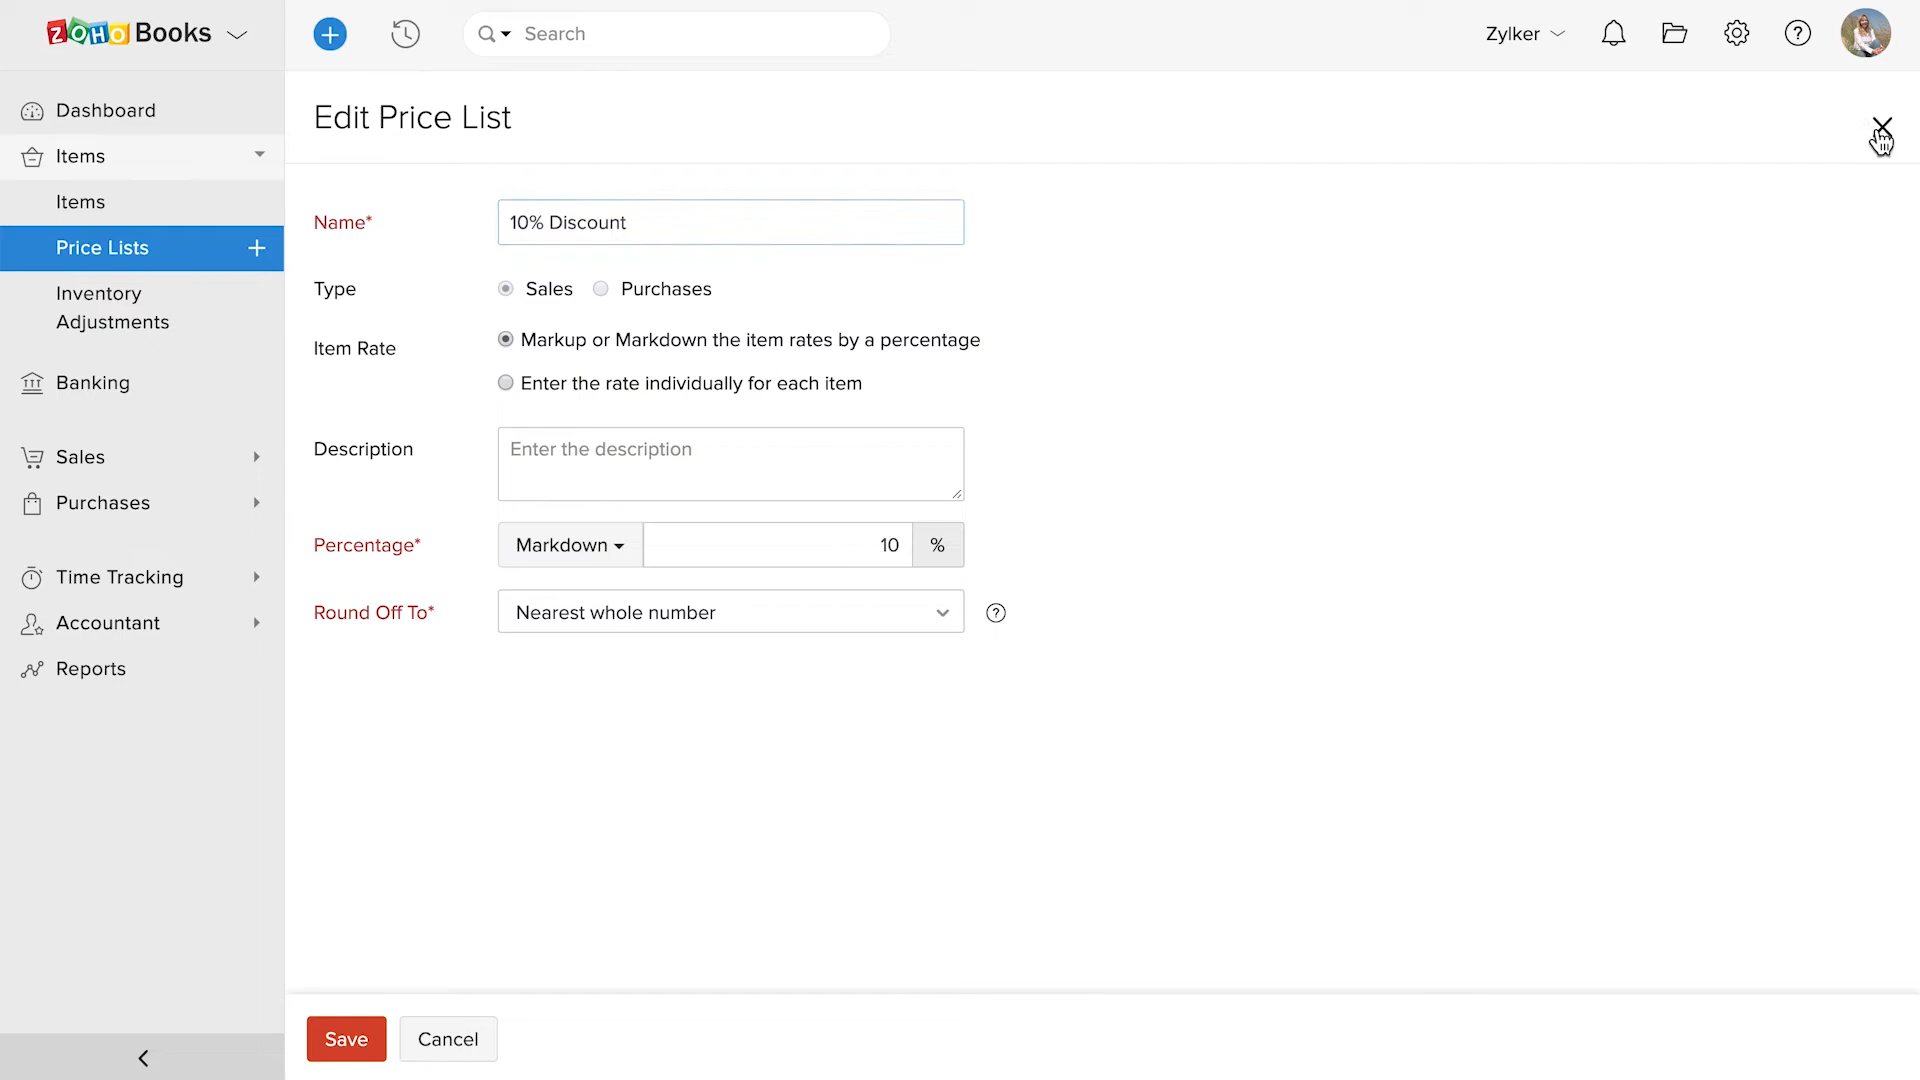 ZOHO Books
Search
Zylker
Dashboard
Items
Items
Price Lists
Inventory
Adjustments
Banking
Sales
Purchases
Time Tracking
Accountant
Reports
Edit Price List
Name*
10% Discount
Type
Sales
Purchases
Item Rate
Markup or Markdown the item rates by a percentage
Enter the rate individually for each item
Description
Enter the description
Percentage*
Markdown
10
%
Round Off To*
Nearest whole number
Save
Cancel